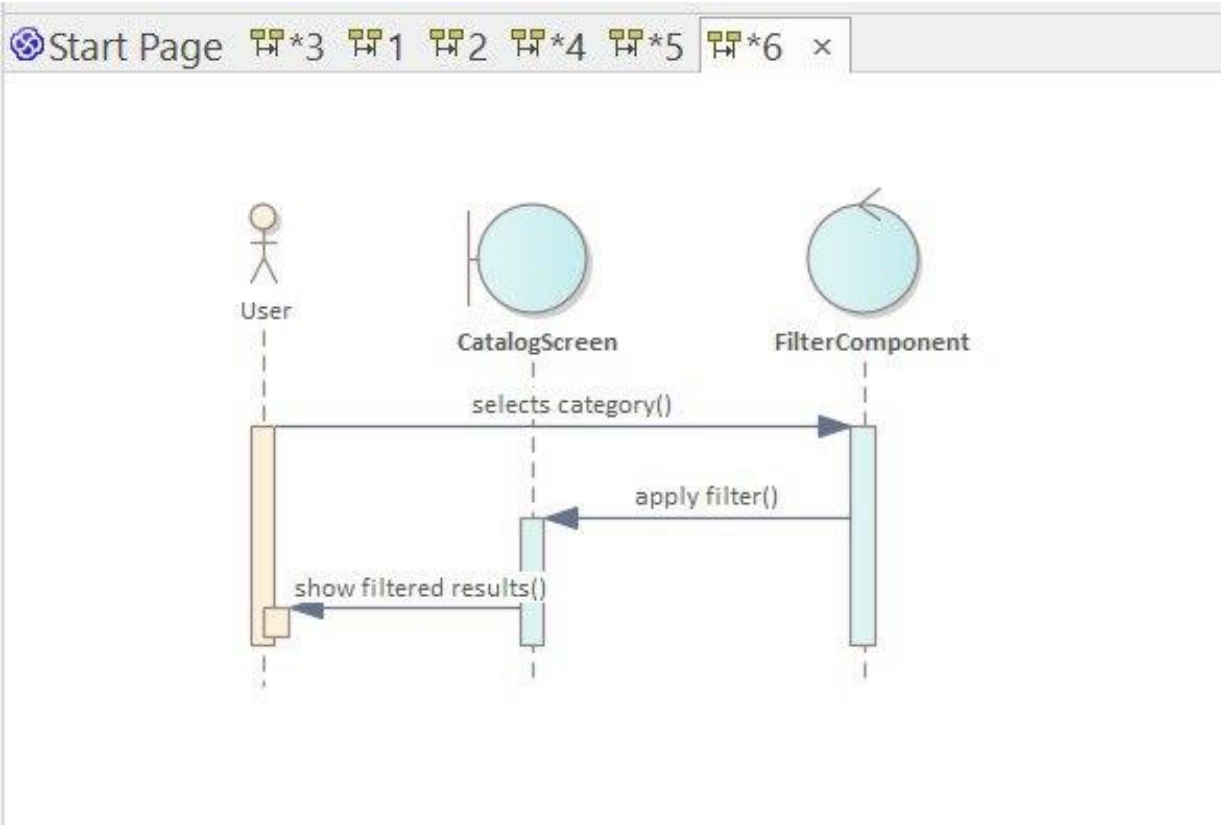 Start Page *3 1 2 *4 *5 *6 ×
User
CatalogScreen FilterComponent
selects category()
apply filter()
show filtered results()